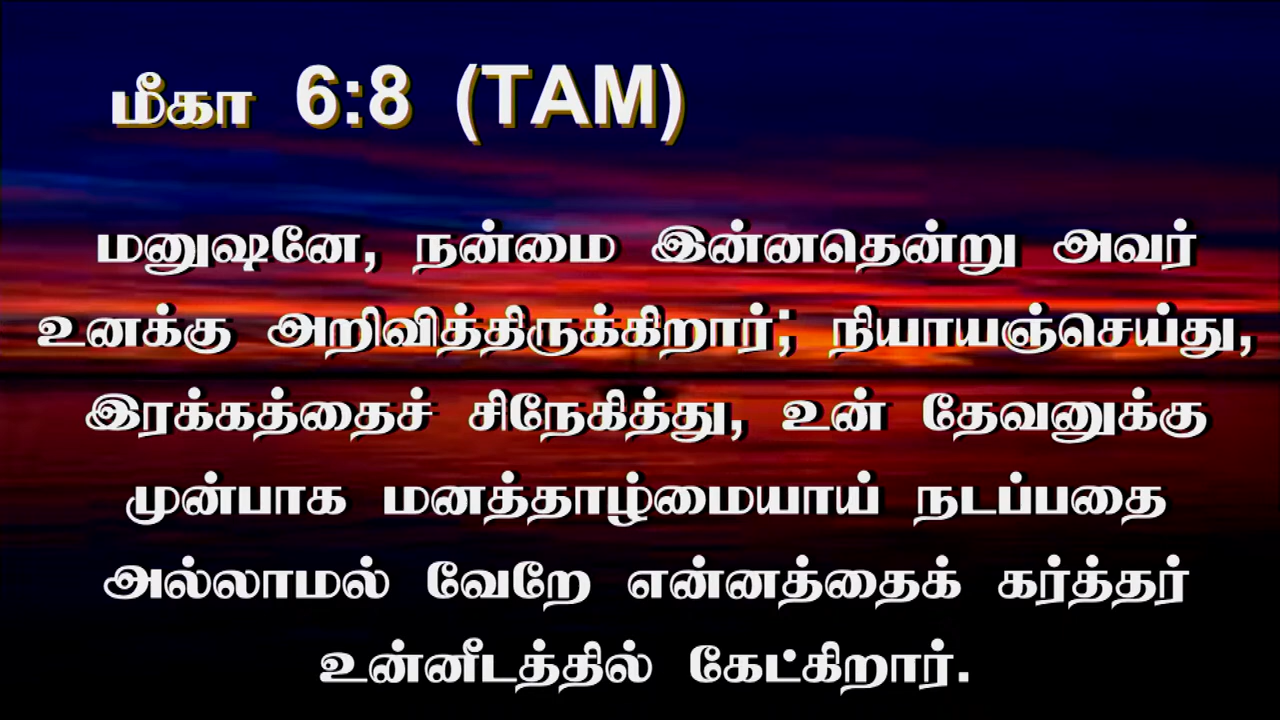 மீகா 6:8 (TAM)
மனுஷனே, நன்மை இன்னதென்று அவர்
உனக்கு அறிவித்திருக்கிறார்; நியாயஞ்செய்து,
இரக்கத்தைச் சிநேகித்து, உன் தேவனுக்கு
முன்பாக மனத்தாழ்மையாய் நடப்பதை
அல்லாமல் வேறே என்னத்தைக் கர்த்தர்
உன்னீடத்தில் கேட்கிறார்.